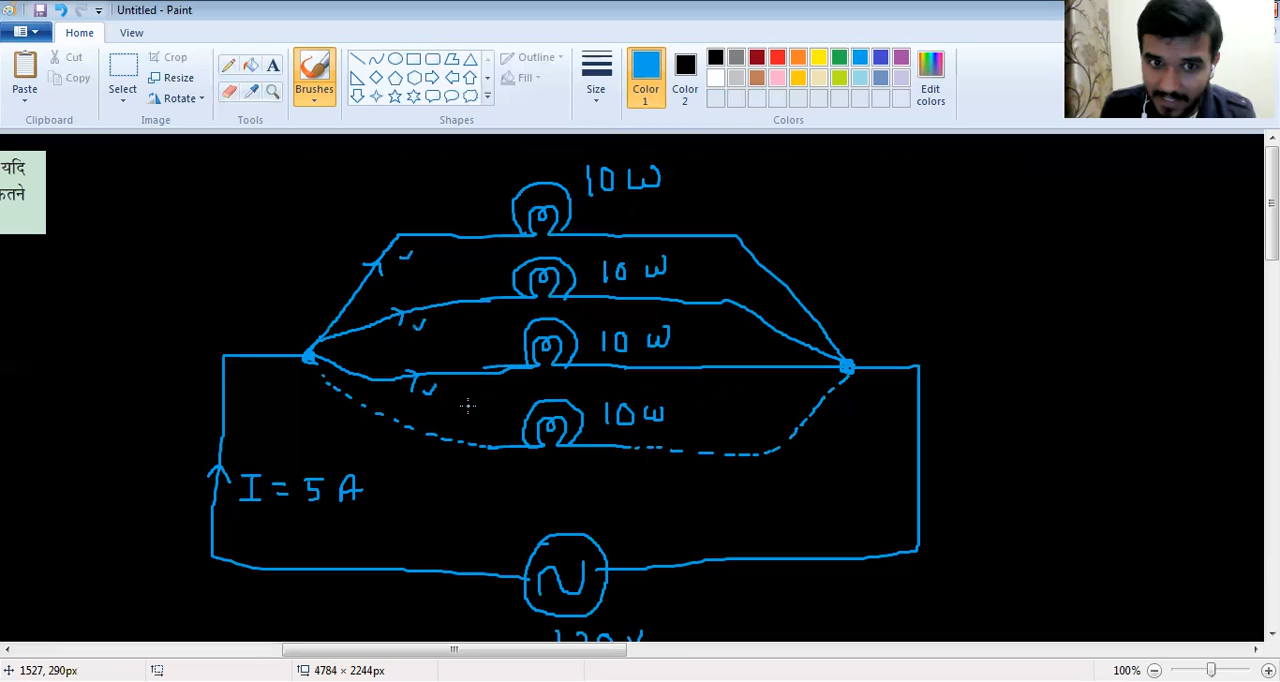 Untitled - Paint
Home
View
Paste
Cut
Copy
Clipboard
Select
Crop
Resize
Rotate
Image
Tools
Brushes
Shapes
Outline
Fill
Size
Color 1
Color 2
Edit colors
Colors
यदि
10 W
10 W
10 W
10 W
I = 5 A
1527, 290px
4784 × 2244px
100%